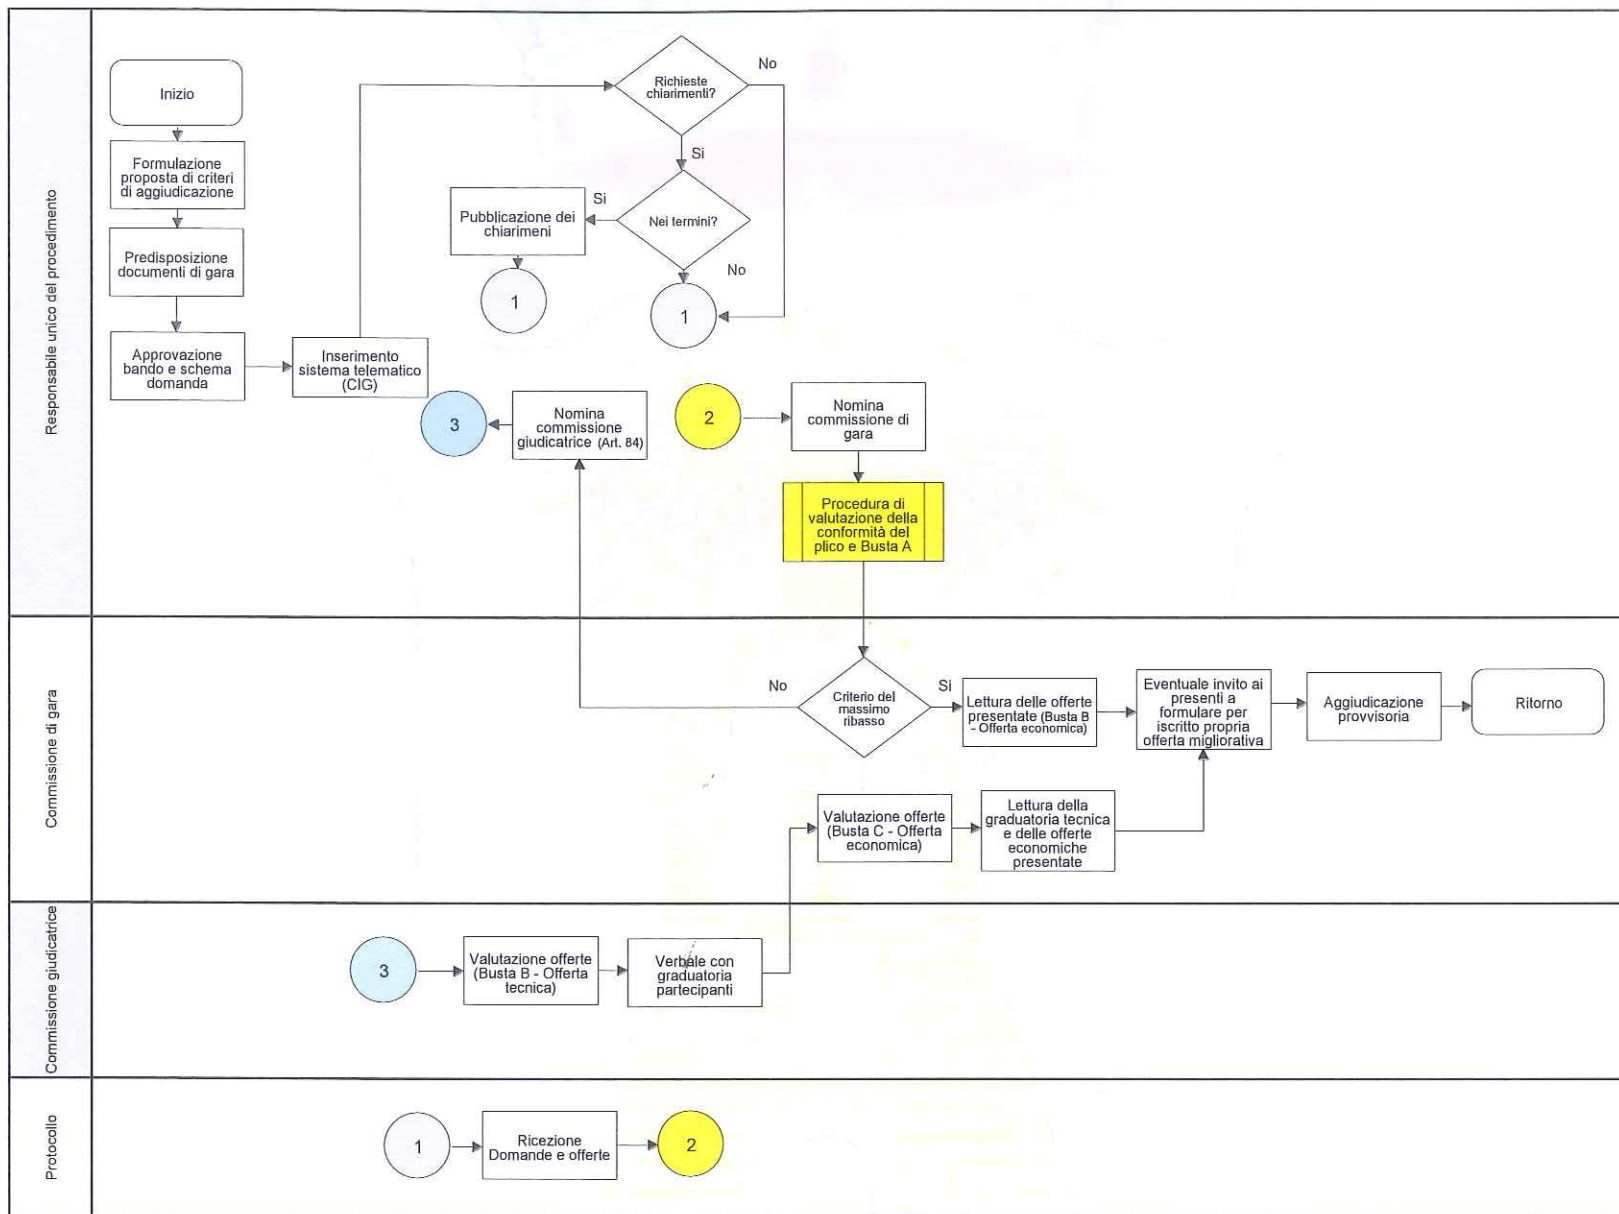 Responsabile unico del procedimento
Inizio
Formulazione
proposta di criteri
di aggiudicazione
Predisposizione
documenti di gara
Approvazione
bando e schema
domanda
Inserimento
sistema telematico
(CIG)
Richieste
chiarimenti?
No
Si
Nei termini?
Si
No
Pubblicazione dei
chiarimeni
1
1
3
Nomina
commissione
giudicatrice (Art. 84)
2
Nomina
commissione di
gara
Procedura di
valutazione della
conformità del
plico e Busta A
Commissione di gara
No
Criterio del
massimo
ribasso
Si
Lettura delle offerte
presentate (Busta B
- Offerta economica)
Eventuale invito ai
presenti a
formulare per
iscritto propria
offerta migliorativa
Aggiudicazione
provvisoria
Ritorno
Valutazione offerte
(Busta C - Offerta
economica)
Lettura della
graduatoria tecnica
e delle offerte
economiche
presentate
Commissione giudicatrice
3
Valutazione offerte
(Busta B - Offerta
tecnica)
Verbale con
graduatoria
partecipanti
Protocollo
1
Ricezione
Domande e offerte
2